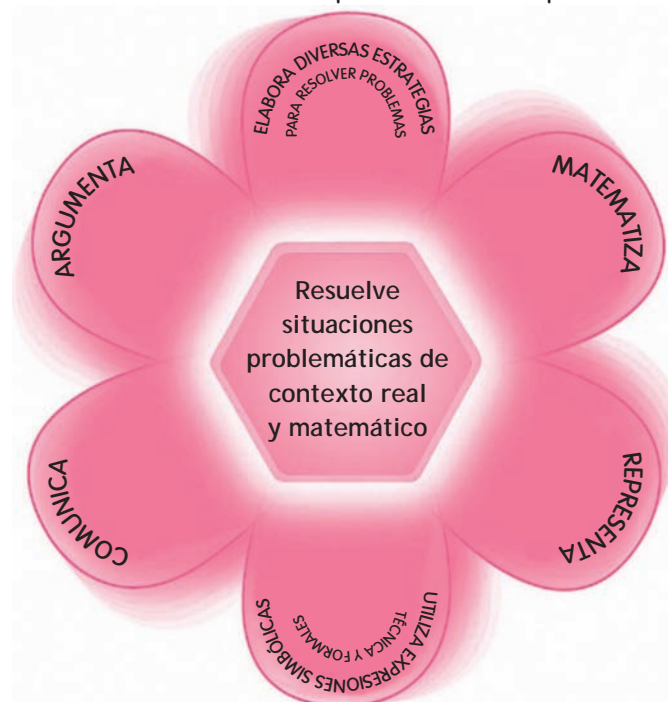 ELABORA DIVERSAS ESTRATEGIAS
PARA RESOLVER PROBLEMAS
MATEMATIZA
REPRESENTA
UTILIZA EXPRESIONES SIMBÓLICAS
TÉCNICA Y FORMALES
COMUNICA
ARGUMENTA
Resuelve
situaciones
problemáticas de
contexto real
y matemático